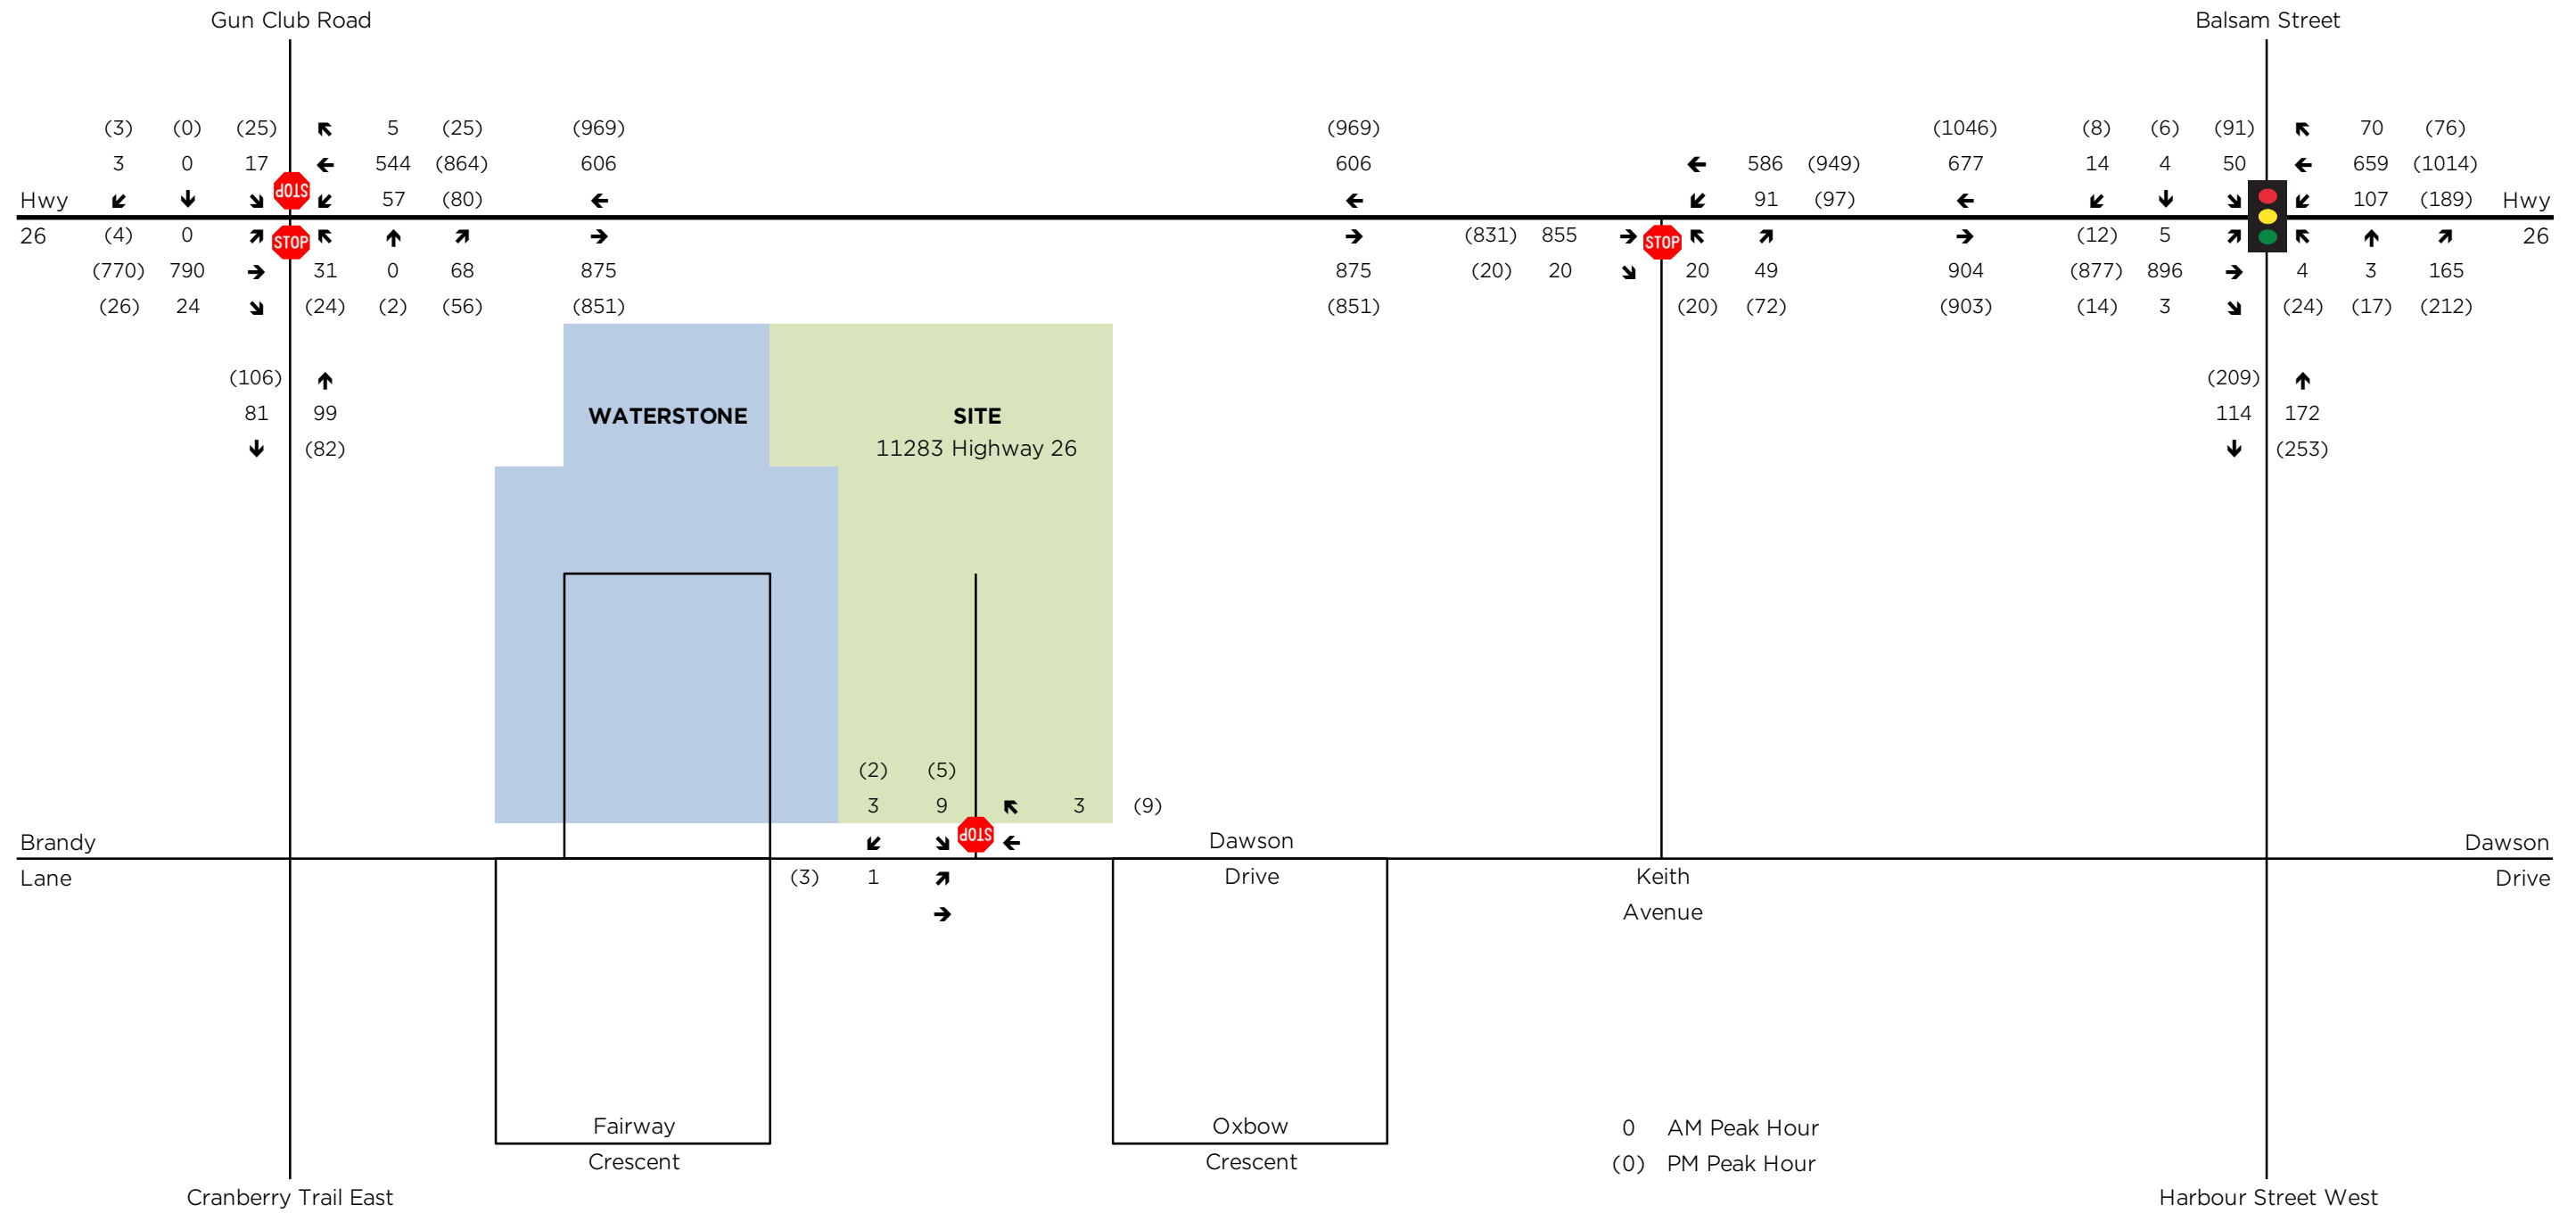 Gun Club Road Balsam Street
(3) (0) (25) 5 (25) (969) (969) (1046) (8) (6) (91) 70 (76)
3 0 17 544 (864) 606 606 586 (949) 677 14 4 50 659 (1014)
STOP
Hwy 57 (80) 91 (97) 107 (189) Hwy
26 (4) 0 STOP (831) 855 STOP (12) 5 26
(770) 790 31 0 68 875 875 (20) 20 20 49 904 (877) 896 4 3 165
(26) 24 (24) (2) (56) (851) (851) (20) (72) (903) (14) 3 (24) (17) (212)
(106) (209)
81 99 WATERSTONE SITE 114 172
(82) 11283 Highway 26 (253)
(2) (5)
3 9 3 (9)
STOP
Brandy Dawson Dawson
Lane (3) 1 Drive Keith Drive
Avenue
Fairway Oxbow 0 AM Peak Hour
Crescent Crescent (0) PM Peak Hour
Cranberry Trail East Harbour Street West